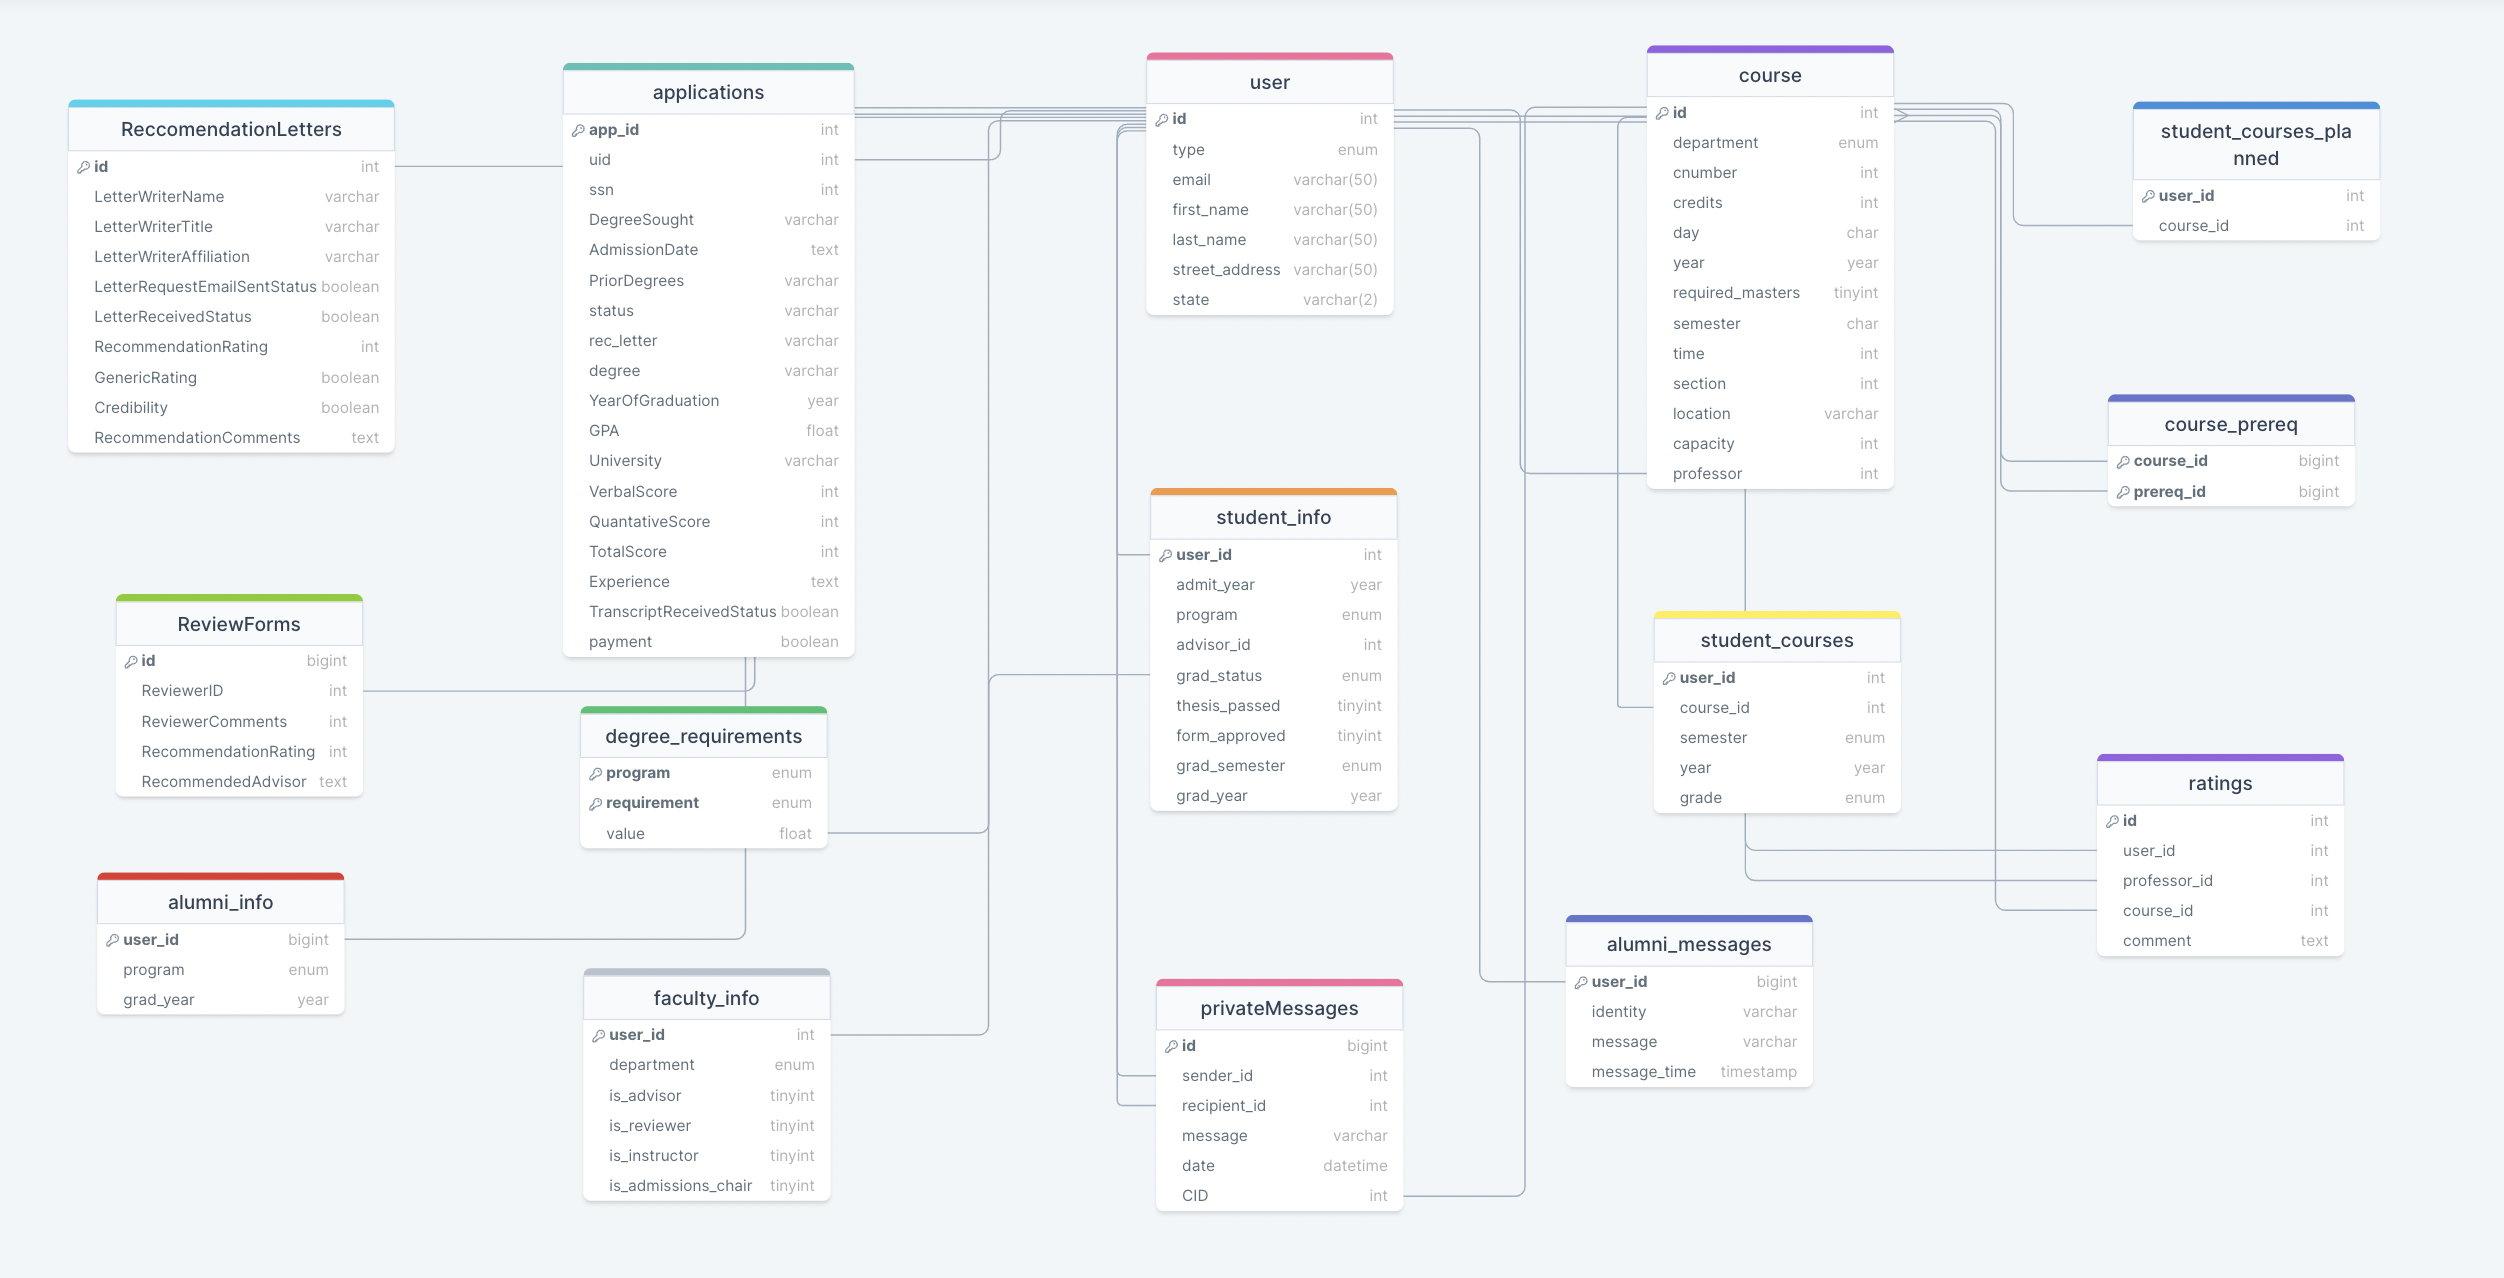 ReccomendationLetters
id int
LetterWriterName varchar
LetterWriterTitle varchar
LetterWriterAffiliation varchar
LetterRequestEmailSentStatus boolean
LetterReceivedStatus boolean
RecommendationRating int
GenericRating boolean
Credibility boolean
RecommendationComments text
ReviewForms
id bigint
ReviewerID int
ReviewerComments int
RecommendationRating int
RecommendedAdvisor text
alumni_info
user_id bigint
program enum
grad_year year
applications
app_id int
uid int
ssn int
DegreeSought varchar
AdmissionDate text
PriorDegrees varchar
status varchar
rec_letter varchar
degree varchar
YearOfGraduation year
GPA float
University varchar
VerbalScore int
QuantativeScore int
TotalScore int
Experience text
TranscriptReceivedStatus boolean
payment boolean
degree_requirements
program enum
requirement enum
value float
faculty_info
user_id int
department enum
is_advisor tinyint
is_reviewer tinyint
is_instructor tinyint
is_admissions_chair tinyint
user
id int
type enum
email varchar(50)
first_name varchar(50)
last_name varchar(50)
street_address varchar(50)
state varchar(2)
student_info
user_id int
admit_year year
program enum
advisor_id int
grad_status enum
thesis_passed tinyint
form_approved tinyint
grad_semester enum
grad_year year
privateMessages
id bigint
sender_id int
recipient_id int
message varchar
date datetime
CID int
course
id int
department enum
cnumber int
credits int
day char
year year
required_masters tinyint
semester char
time int
section int
location varchar
capacity int
professor int
student_courses
user_id int
course_id int
semester enum
year year
grade enum
alumni_messages
user_id bigint
identity varchar
message varchar
message_time timestamp
student_courses_pla
nned
user_id int
course_id int
course_prereq
course_id bigint
prereq_id bigint
ratings
id int
user_id int
professor_id int
course_id int
comment text